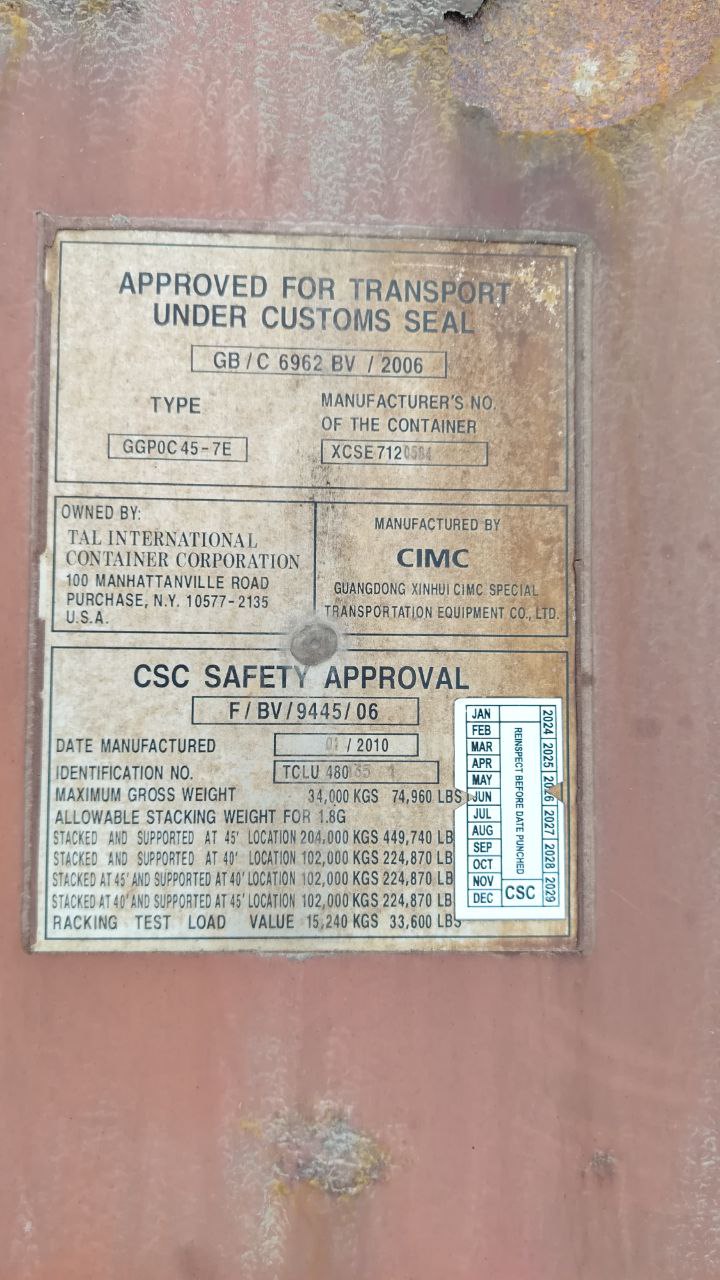 APPROVED FOR TRANSPORT
UNDER CUSTOMS SEAL
GB/C 6962 BV / 2006
TYPE
GGP0C45-7E
MANUFACTURER'S NO.
OF THE CONTAINER
XCSE712
OWNED BY:
TAL INTERNATIONAL
CONTAINER CORPORATION
100 MANHATTANVILLE ROAD
PURCHASE, N.Y. 10577-2135
U.S.A.
MANUFACTURED BY
CIMC
GUANGDONG XINHUI CIMC SPECIAL
TRANSPORTATION EQUIPMENT CO., LTD.
CSC SAFETY APPROVAL
F/BV/9445/06
DATE MANUFACTURED 01 / 2010
IDENTIFICATION NO. TCLU 480
MAXIMUM GROSS WEIGHT 34,000 KGS 74,960 LBS
ALLOWABLE STACKING WEIGHT FOR 1.8G
STACKED AND SUPPORTED AT 45' LOCATION 204,000 KGS 449,740 LB
STACKED AND SUPPORTED AT 40' LOCATION 102,000 KGS 224,870 LB
STACKED AT 45' AND SUPPORTED AT 40' LOCATION 102,000 KGS 224,870 LB
STACKED AT 40' AND SUPPORTED AT 45' LOCATION 102,000 KGS 224,870 LB
RACKING TEST LOAD VALUE 15,240 KGS 33,600 LBS
JAN
FEB
MAR
APR
MAY
JUN
JUL
AUG
SEP
OCT
NOV
DEC
REINSPECT BEFORE DATE PUNCHED
CSC
2024 2025 2026 2027 2028 2029